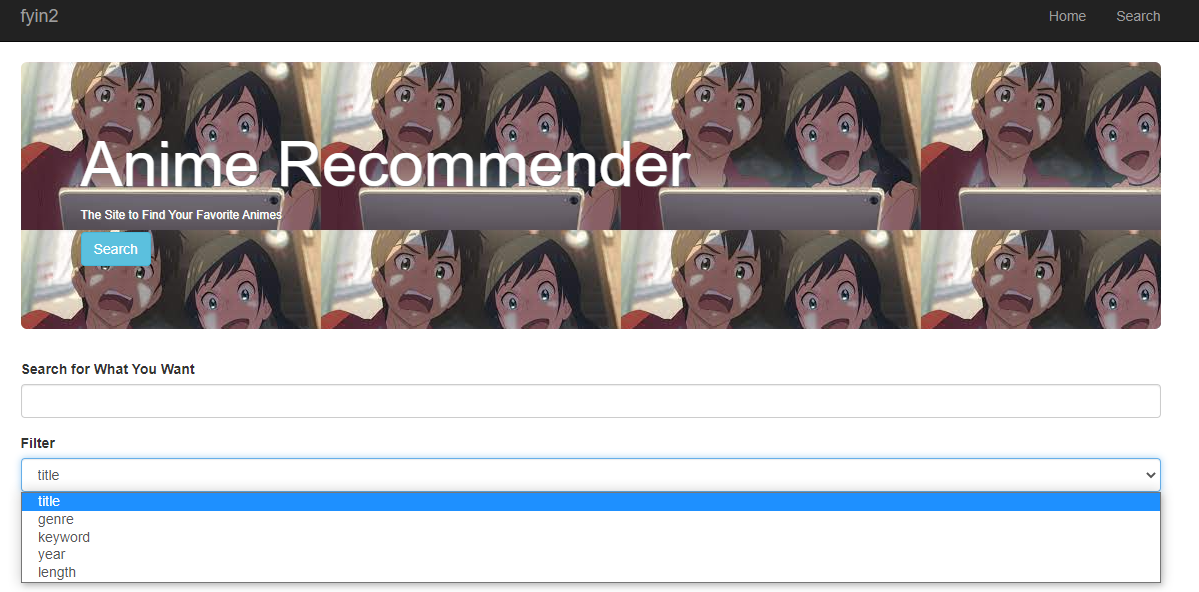 fyin2 Home Search
Anime Recommender
The Site to Find Your Favorite Animes
Search
Search for What You Want
Filter
title
title
genre
keyword
year
length